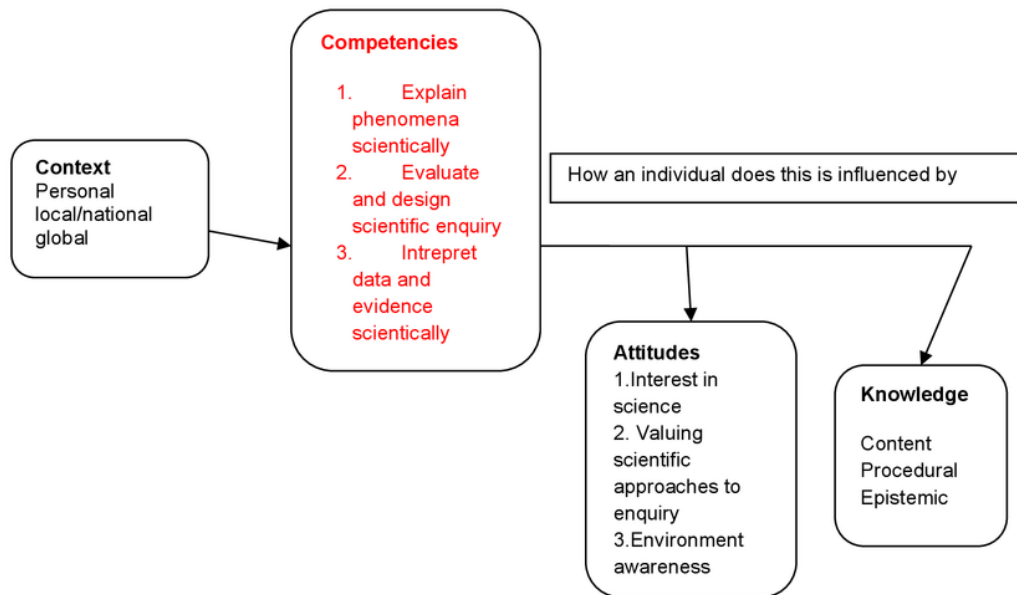 Context
Personal
local/national
global
Competencies
1. Explain
phenomena
scientifically
2. Evaluate
and design
scientific enquiry
3. Intrepret
data and
evidence
scientically
How an individual does this is influenced by
Attitudes
1.Interest in
science
2. Valuing
scientific
approaches to
enquiry
3.Environment
awareness
Knowledge
Content
Procedural
Epistemic